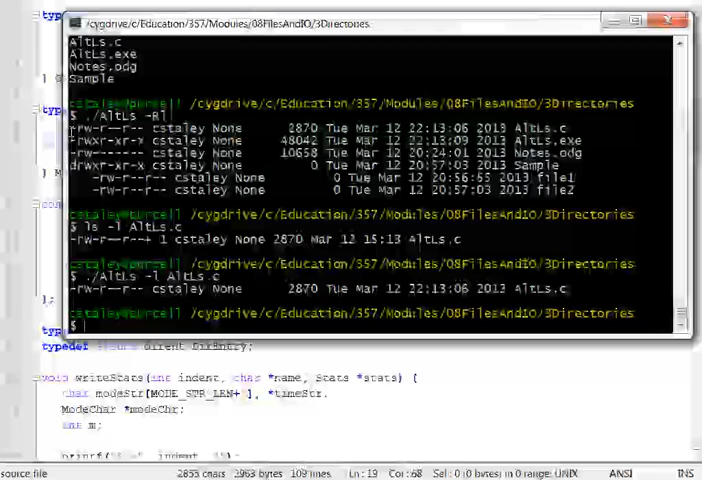 /cygdrive/c/Education/357/Modules/08FilesAndIO/3Directories
AltLs.c
AltLs.exe
Notes.odg
Sample
cstaley@purcell /cygdrive/c/Education/357/Modules/08FilesAndIO/3Directories
$ ./AltLs -Rl
-rw-r--r-- cstaley None 2870 Tue Mar 12 22:13:06 2013 AltLs.c
-rwxr-xr-x cstaley None 48042 Tue Mar 12 22:13:09 2013 AltLs.exe
-rw------- cstaley None 10658 Tue Mar 12 20:24:01 2013 Notes.odg
drwxr-xr-x cstaley None 0 Tue Mar 12 20:57:03 2013 Sample
-rw-r--r-- cstaley None 0 Tue Mar 12 20:56:55 2013 file1
-rw-r--r-- cstaley None 0 Tue Mar 12 20:57:03 2013 file2
cstaley@purcell /cygdrive/c/Education/357/Modules/08FilesAndIO/3Directories
$ ls -l AltLs.c
-rw-r--r--+ 1 cstaley None 2870 Mar 12 15:13 AltLs.c
cstaley@purcell /cygdrive/c/Education/357/Modules/08FilesAndIO/3Directories
$ ./AltLs -l AltLs.c
-rw-r--r-- cstaley None 2870 Tue Mar 12 22:13:06 2013 AltLs.c
cstaley@purcell /cygdrive/c/Education/357/Modules/08FilesAndIO/3Directories
$
typedef struct dirent DirEntry;
void writeStats(int indent, char *name, Stats *stats) {
char modeStr[MODE_STR_LEN+1], *timeStr.
ModeChar *modeChr;
int m;
source file 2855 chars 2963 bytes 109 lines Ln : 19 Col : 68 Sel : 0 (0 bytes) in 0 ranges UNIX ANSI INS